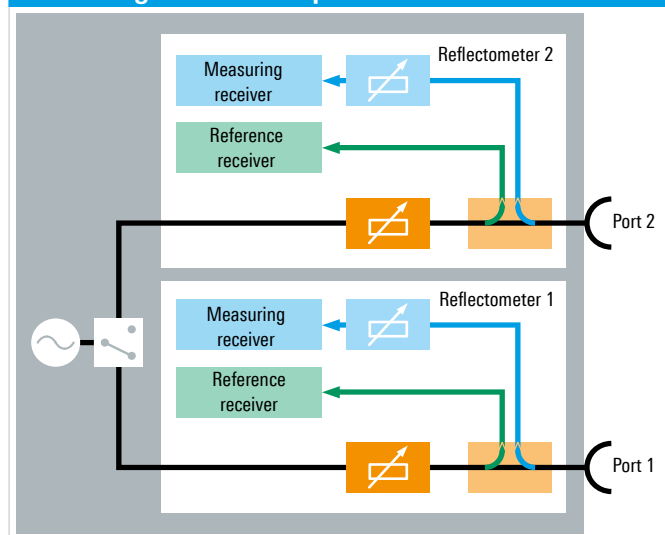 Reflectometer 2
Measuring
receiver
Reference
receiver
Port 2
Reflectometer 1
Measuring
receiver
Reference
receiver
Port 1